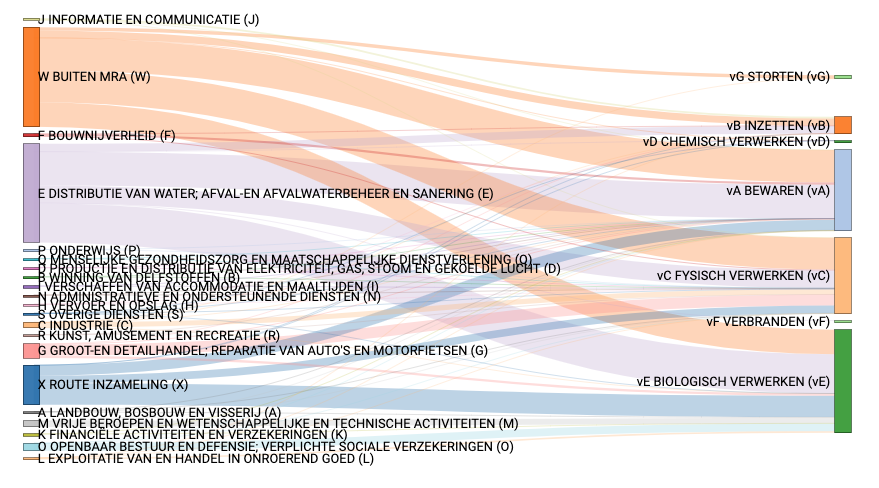 J INFORMATIE EN COMMUNICATIE (J)
W BUITEN MRA (W)
F BOUWNIJVERHEID (F)
E DISTRIBUTIE VAN WATER; AFVAL-EN AFVALWATERBEHEER EN SANERING (E)
P ONDERWIJS (P)
Q MENSELIJKE GEZONDHEIDSZORG EN MAATSCHAPPELIJKE DIENSTVERLENING (Q)
D PRODUCTIE EN DISTRIBUTIE VAN ELEKTRICITEIT, GAS, STOOM EN GEKOELDE LUCHT (D)
B WINNING VAN DELFSTOFFEN (B)
I VERSCHAFFEN VAN ACCOMMODATIE EN MAALTIJDEN (I)
N ADMINISTRATIEVE EN ONDERSTEUNENDE DIENSTEN (N)
H VERVOER EN OPSLAG (H)
S OVERIGE DIENSTEN (S)
C INDUSTRIE (C)
R KUNST, AMUSEMENT EN RECREATIE (R)
G GROOT-EN DETAILHANDEL; REPARATIE VAN AUTO'S EN MOTORFIETSEN (G)
X ROUTE INZAMELING (X)
A LANDBOUW, BOSBOUW EN VISSERIJ (A)
M VRIJE BEROEPEN EN WETENSCHAPPELIJKE EN TECHNISCHE ACTIVITEITEN (M)
K FINANCIËLE ACTIVITEITEN EN VERZEKERINGEN (K)
O OPENBAAR BESTUUR EN DEFENSIE; VERPLICHTE SOCIALE VERZEKERINGEN (O)
L EXPLOITATIE VAN EN HANDEL IN ONROEREND GOED (L)
vG STORTEN (vG)
vB INZETTEN (vB)
vD CHEMISCH VERWERKEN (vD)
vA BEWAREN (vA)
vC FYSISCH VERWERKEN (vC)
vF VERBRANDEN (vF)
vE BIOLOGISCH VERWERKEN (vE)